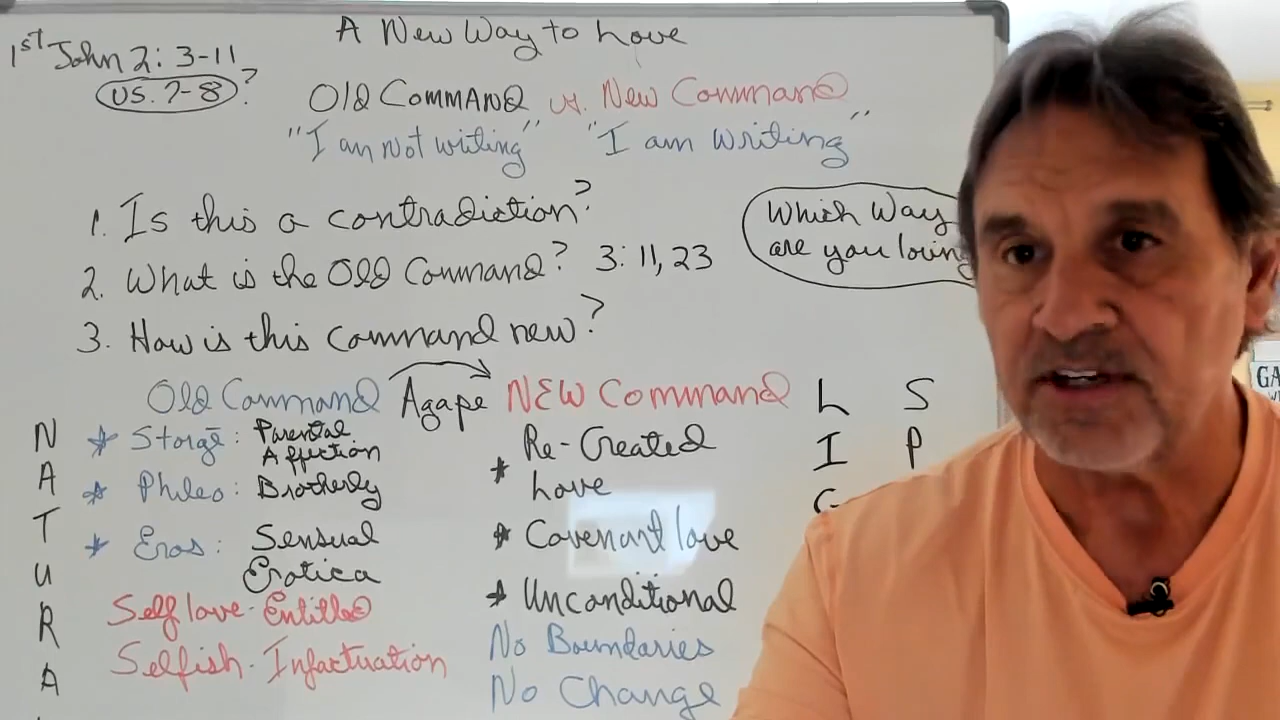 A New Way to Love
1st John 2: 3-11
vs. 7-8 ?
Old Command vs. New Command
"I am not writing" "I am writing"
1. Is this a contradiction?
2. What is the Old Command? 3: 11, 23
3. How is this command new?
Which Way
are you loving
Old Command Agape NEW Command
* Storge: Parental
Affection
* Phileo: Brotherly
* Eros: Sensual
Erotica
Self love - Entitled
Selfish - Infactuation
* Re-Created
Love
* Covenant love
* Unconditional
No Boundaries
No Change
N
A
T
U
R
A
L
I
G
S
P
GA